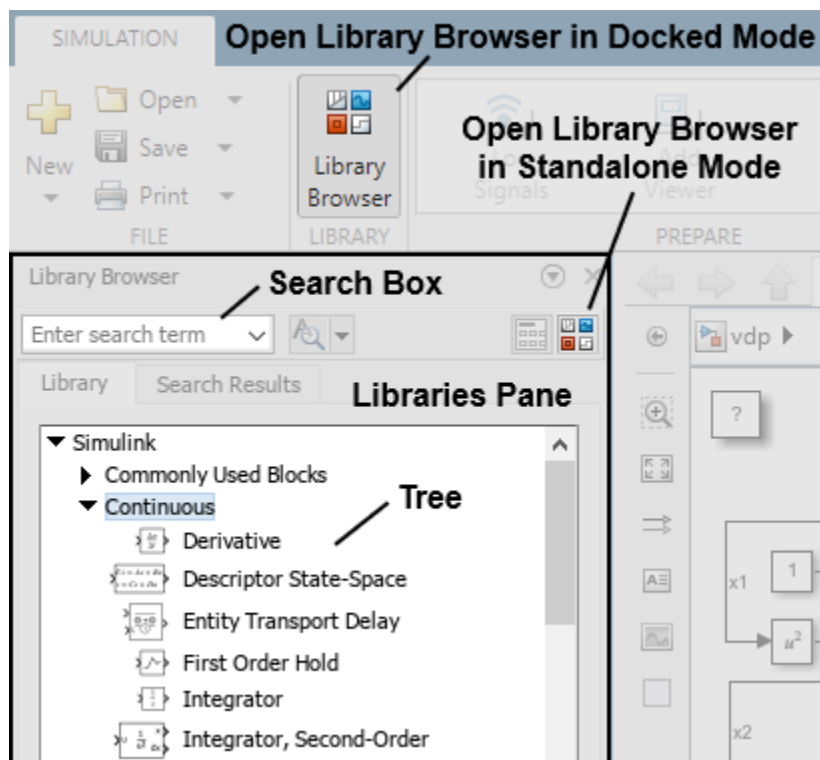 SIMULATION
Open Library Browser in Docked Mode
Open
Save
New
Print
Library
Browser
Open Library Browser
in Standalone Mode
Signals
Add
Viewer
FILE
LIBRARY
PREPARE
Library Browser
Search Box
Enter search term
vdp
Library
Search Results
Libraries Pane
?
Simulink
Commonly Used Blocks
Continuous
Tree
Derivative
Descriptor State-Space
Entity Transport Delay
First Order Hold
Integrator
Integrator, Second-Order
x1
1
u²
x2